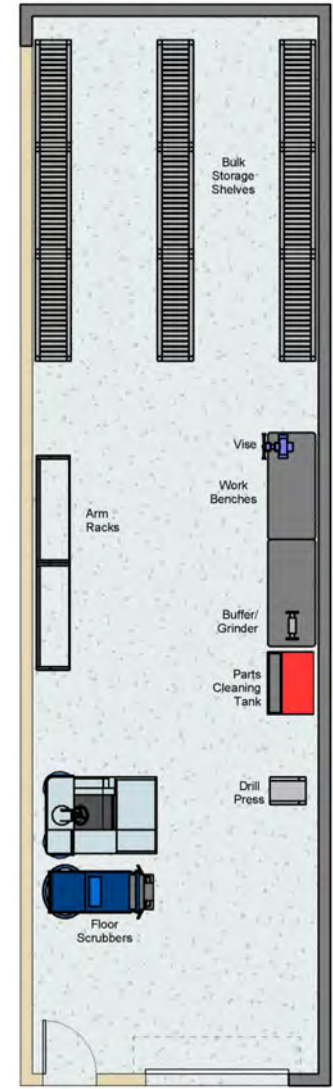 Bulk
Storage
Shelves
Vise
Work
Benches
Arm
Racks
Buffer/
Grinder
Parts
Cleaning
Tank
Drill
Press
Floor
Scrubbers